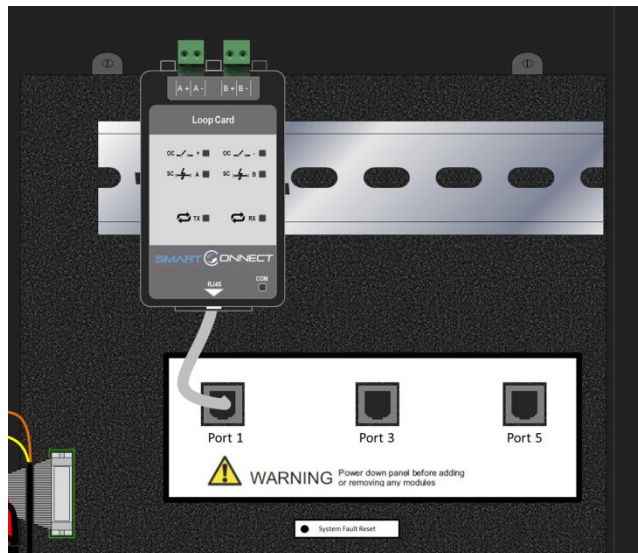 A + A - B + B -
Loop Card
OC + OC -
SC A SC B
TX RX
SMART CONNECT
RJ45
COM
Port 1 Port 3 Port 5
WARNING Power down panel before adding
or removing any modules
System Fault Reset